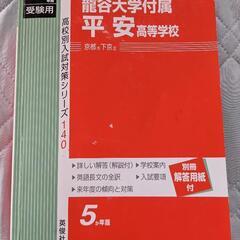 受験用
高校別入試対策シリーズ140
龍谷大学付属
平安高等学校
京都市下京区
詳しい解答(解説付)
英語長文の全訳
来年度の傾向と対策
学校案内
入試要項
別冊
解答用紙
付
5ヵ年版
英俊社